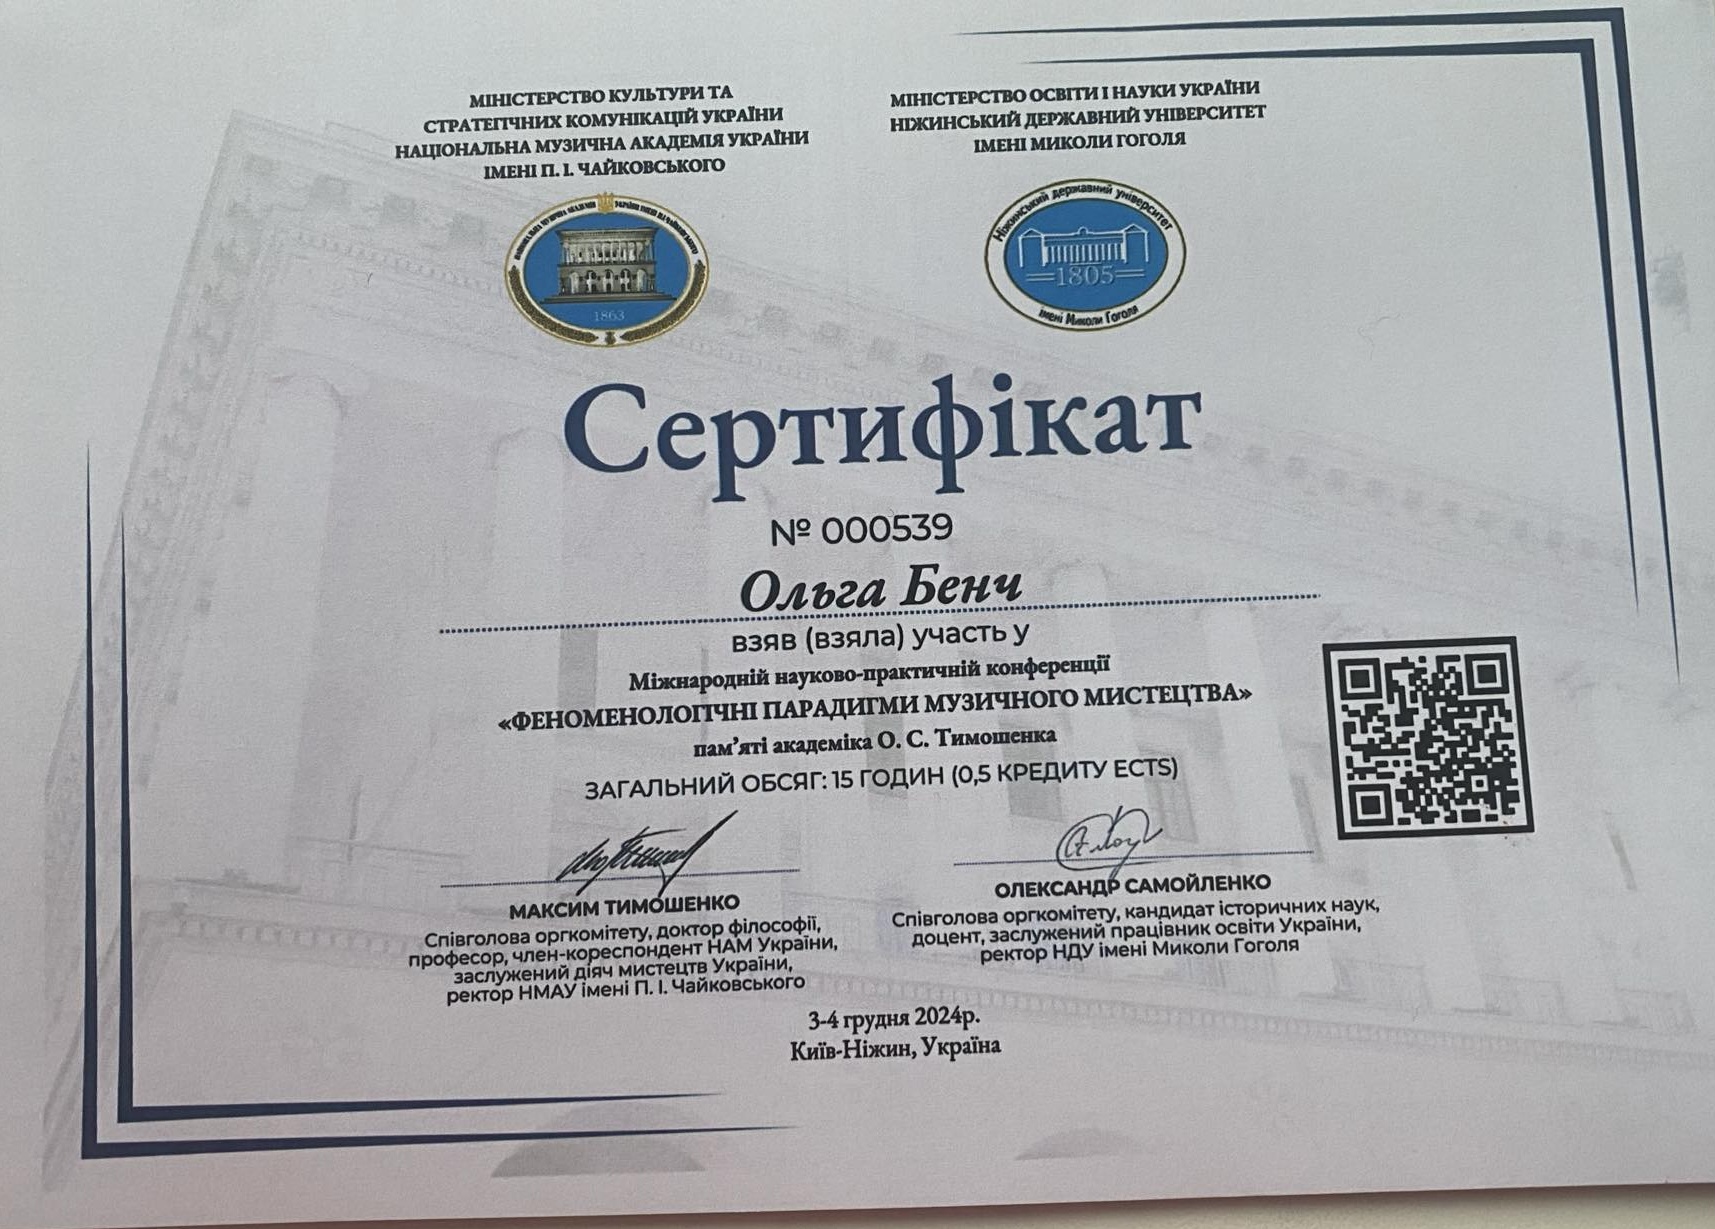 МІНІСТЕРСТВО КУЛЬТУРИ ТА
СТРАТЕГІЧНИХ КОМУНІКАЦІЙ УКРАЇНИ
НАЦІОНАЛЬНА МУЗИЧНА АКАДЕМІЯ УКРАЇНИ
ІМЕНІ П. І. ЧАЙКОВСЬКОГО
1863
МІНІСТЕРСТВО ОСВІТИ І НАУКИ УКРАЇНИ
НІЖИНСЬКИЙ ДЕРЖАВНИЙ УНІВЕРСИТЕТ
ІМЕНІ МИКОЛИ ГОГОЛЯ
Ніжинський державний університет
1805
імені Миколи Гоголя
Сертифікат
№ 000539
Ольга Бенч
взяв (взяла) участь у
Міжнародній науково-практичній конференції
«ФЕНОМЕНОЛОГІЧНІ ПАРАДИГМИ МУЗИЧНОГО МИСТЕЦТВА»
пам’яті академіка О. С. Тимошенка
ЗАГАЛЬНИЙ ОБСЯГ: 15 ГОДИН (0,5 КРЕДИТУ ECTS)
МАКСИМ ТИМОШЕНКО
Співголова оргкомітету, доктор філософії,
професор, член-кореспондент НАМ України,
заслужений діяч мистецтв України,
ректор НМАУ імені П. І. Чайковського
ОЛЕКСАНДР САМОЙЛЕНКО
Співголова оргкомітету, кандидат історичних наук,
доцент, заслужений працівник освіти України,
ректор НДУ імені Миколи Гоголя
3-4 грудня 2024р.
Київ-Ніжин, Україна